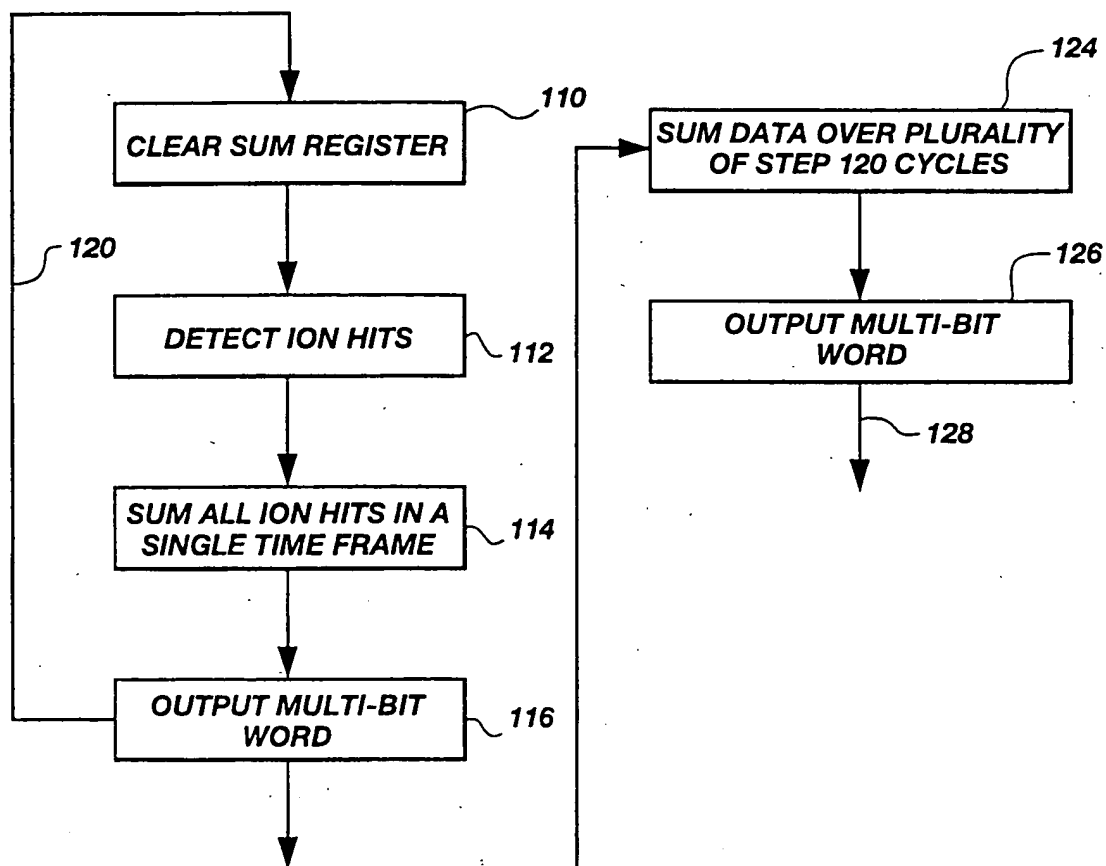 110
CLEAR SUM REGISTER
120
DETECT ION HITS
112
SUM ALL ION HITS IN A
SINGLE TIME FRAME
114
OUTPUT MULTI-BIT
WORD
116
124
SUM DATA OVER PLURALITY
OF STEP 120 CYCLES
126
OUTPUT MULTI-BIT
WORD
128